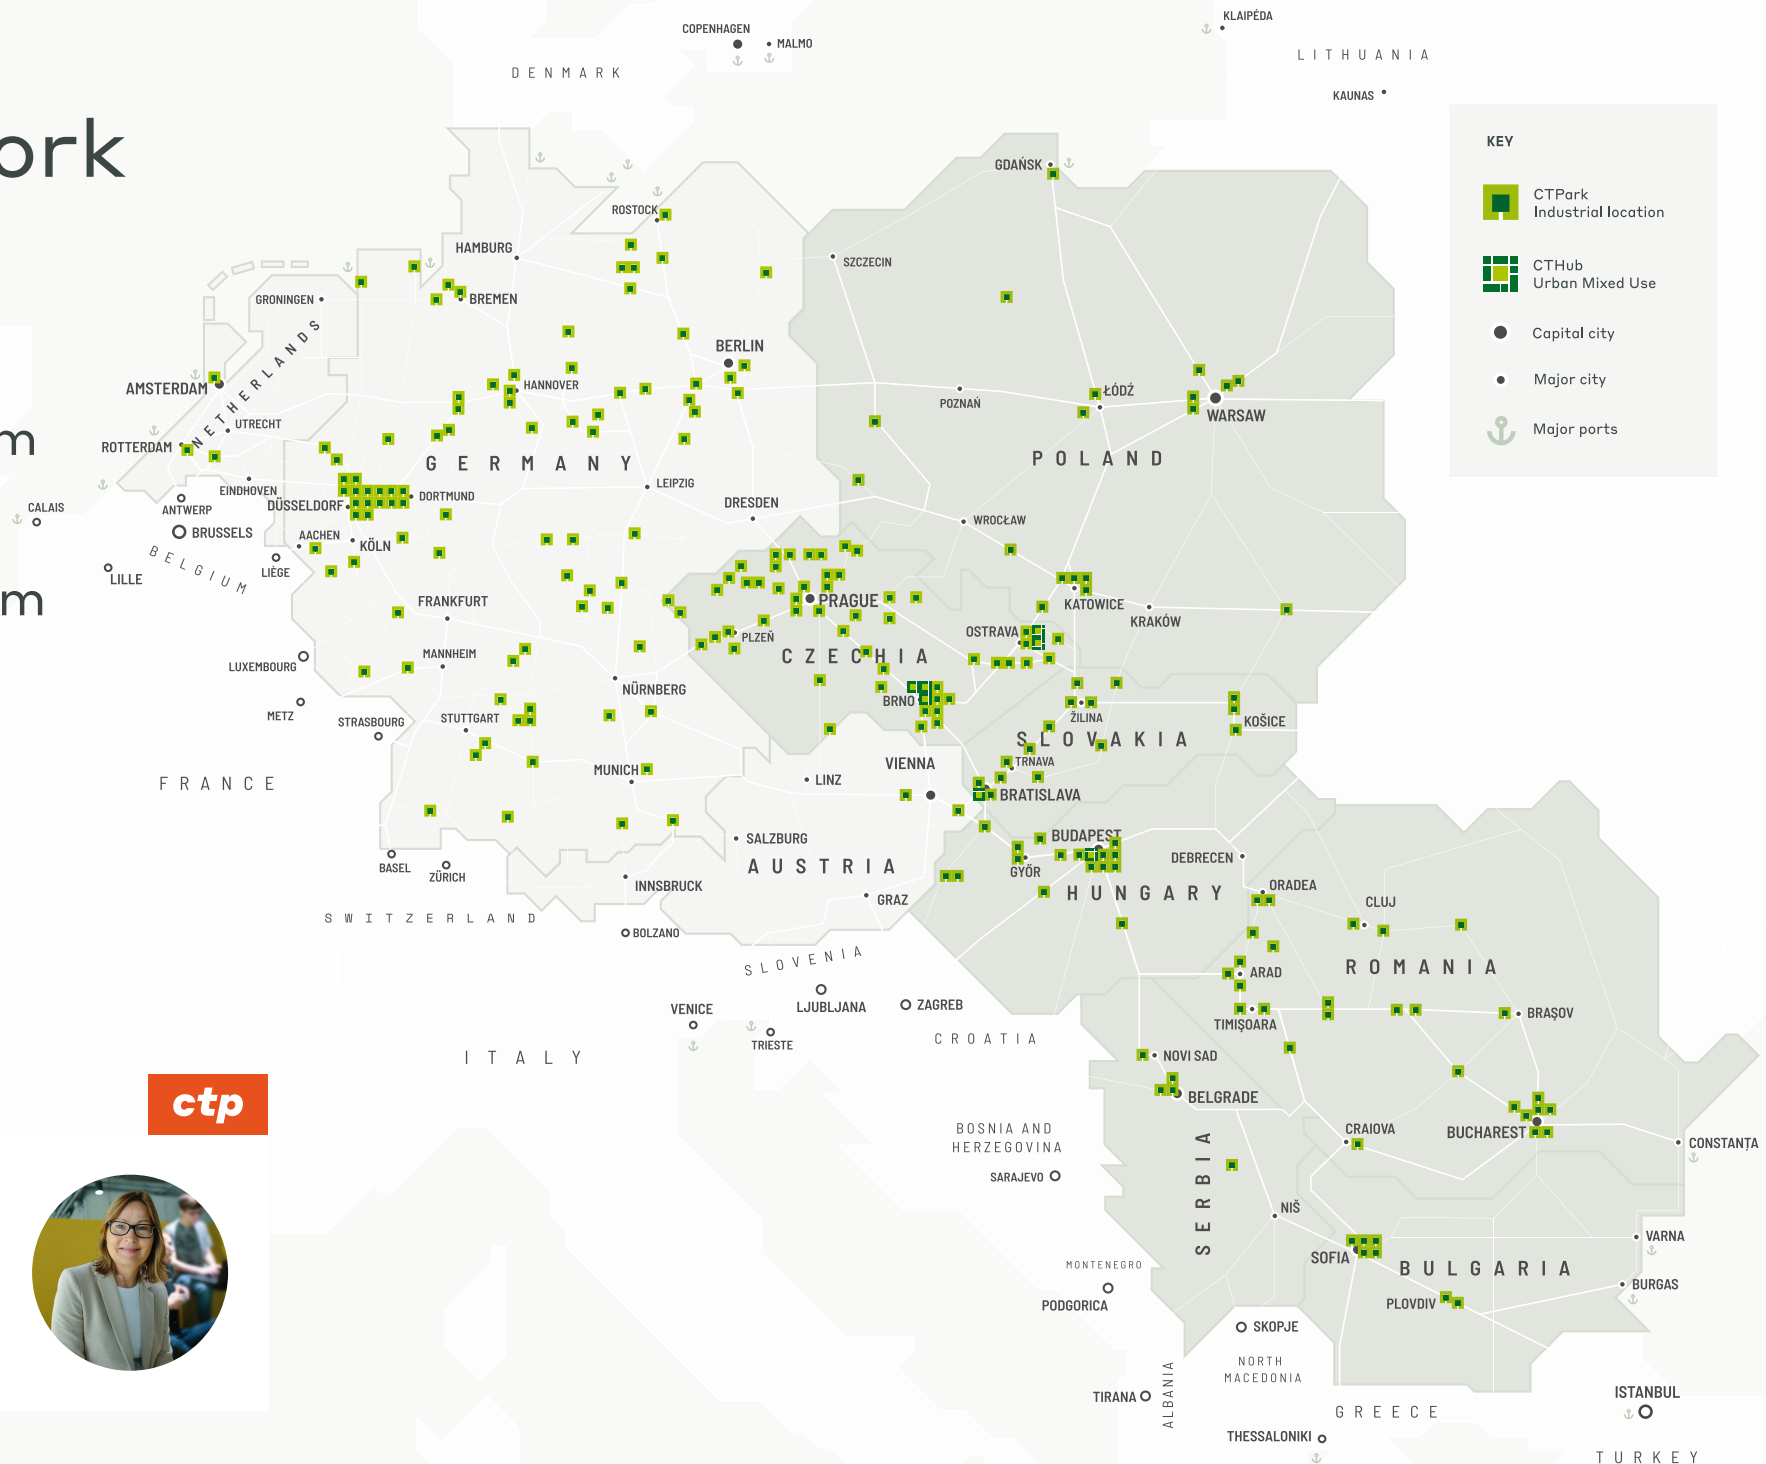 ork
m
m
KLAIPÉDA
COPENHAGEN
MALMO
DENMARK
LITHUANIA
KAUNAS
KEY
CTPark
Industrial location
CTHub
Urban Mixed Use
Capital city
Major city
Major ports
GDAŃSK
ROSTOCK
HAMBURG
SZCZECIN
GRONINGEN
BREMEN
NETHERLANDS
BERLIN
AMSTERDAM
HANNOVER
POZNAŃ
ŁÓDŹ
WARSAW
UTRECHT
ROTTERDAM
GERMANY
POLAND
EINDHOVEN
DÜSSELDORF
DORTMUND
LEIPZIG
DRESDEN
CALAIS
ANTWERP
BRUSSELS
WROCŁAW
AACHEN
KÖLN
BELGIUM
LIÈGE
LILLE
FRANKFURT
PRAGUE
KATOWICE
KRAKÓW
OSTRAVA
PLZEŇ
CZECHIA
LUXEMBOURG
MANNHEIM
NÜRNBERG
BRNO
METZ
STRASBOURG
STUTTGART
ŽILINA
KOŠICE
SLOVAKIA
VIENNA
TRNAVA
MUNICH
LINZ
FRANCE
BRATISLAVA
SALZBURG
BUDAPEST
AUSTRIA
GYŐR
DEBRECEN
BASEL
ZÜRICH
INNSBRUCK
GRAZ
HUNGARY
ORADEA
CLUJ
SWITZERLAND
BOLZANO
SLOVENIA
ROMANIA
ARAD
LJUBLJANA
ZAGREB
VENICE
TRIESTE
CROATIA
TIMIŞOARA
BRAŞOV
ITALY
NOVI SAD
BELGRADE
ctp
BOSNIA AND
HERZEGOVINA
CRAIOVA
BUCHAREST
CONSTANȚA
SARAJEVO
SERBIA
NIŠ
SOFIA
VARNA
BULGARIA
MONTENEGRO
PODGORICA
PLOVDIV
BURGAS
SKOPJE
NORTH
MACEDONIA
TIRANA
ALBANIA
ISTANBUL
GREECE
THESSALONIKI
TURKEY